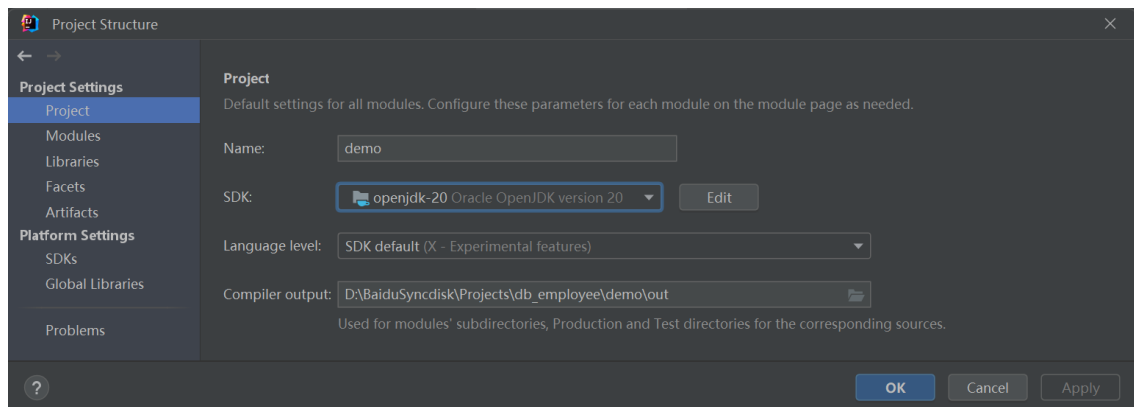 Project Structure
Project Settings
Project
Modules
Libraries
Facets
Artifacts
Platform Settings
SDKs
Global Libraries
Problems
Project
Default settings for all modules. Configure these parameters for each module on the module page as needed.
Name: demo
SDK: openjdk-20 Oracle OpenJDK version 20 Edit
Language level: SDK default (X - Experimental features)
Compiler output: D:\BaiduSyncdisk\Projects\db_employee\demo\out
Used for modules' subdirectories, Production and Test directories for the corresponding sources.
? OK Cancel Apply